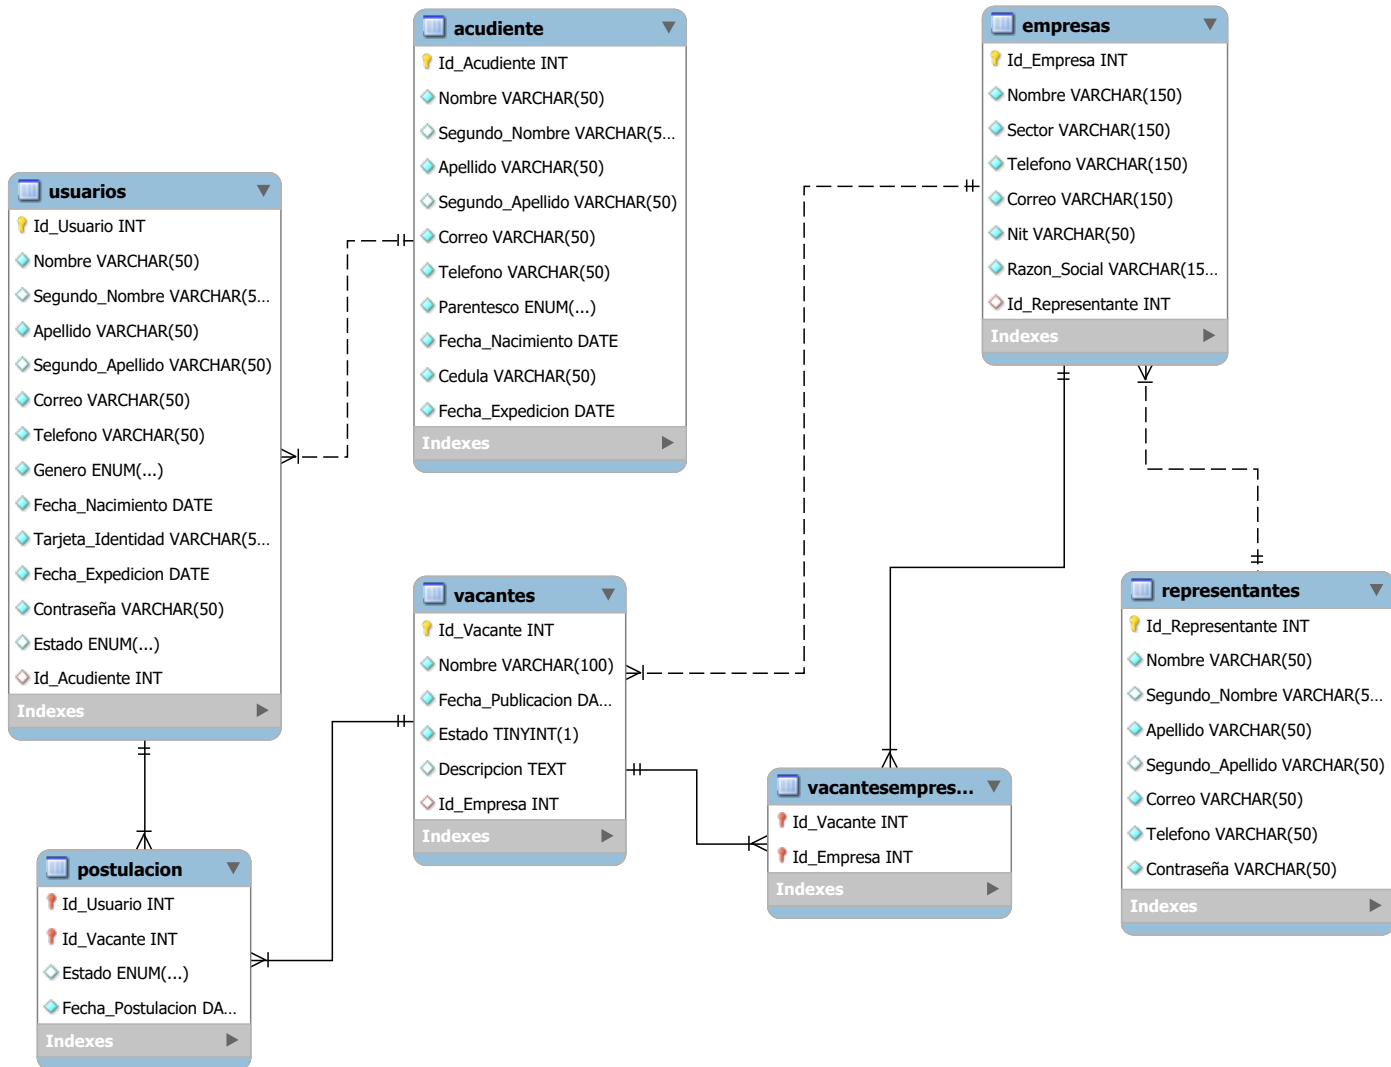 acudiente
Id_Acudiente INT
Nombre VARCHAR(50)
Segundo_Nombre VARCHAR(5...
Apellido VARCHAR(50)
Segundo_Apellido VARCHAR(50)
Correo VARCHAR(50)
Telefono VARCHAR(50)
Parentesco ENUM(...)
Fecha_Nacimiento DATE
Cedula VARCHAR(50)
Fecha_Expedicion DATE
Indexes
empresas
Id_Empresa INT
Nombre VARCHAR(150)
Sector VARCHAR(150)
Telefono VARCHAR(150)
Correo VARCHAR(150)
Nit VARCHAR(50)
Razon_Social VARCHAR(15...
Id_Representante INT
Indexes
usuarios
Id_Usuario INT
Nombre VARCHAR(50)
Segundo_Nombre VARCHAR(5...
Apellido VARCHAR(50)
Segundo_Apellido VARCHAR(50)
Correo VARCHAR(50)
Telefono VARCHAR(50)
Genero ENUM(...)
Fecha_Nacimiento DATE
Tarjeta_Identidad VARCHAR(5...
Fecha_Expedicion DATE
Contraseña VARCHAR(50)
Estado ENUM(...)
Id_Acudiente INT
Indexes
vacantes
Id_Vacante INT
Nombre VARCHAR(100)
Fecha_Publicacion DA...
Estado TINYINT(1)
Descripcion TEXT
Id_Empresa INT
Indexes
representantes
Id_Representante INT
Nombre VARCHAR(50)
Segundo_Nombre VARCHAR(5...
Apellido VARCHAR(50)
Segundo_Apellido VARCHAR(50)
Correo VARCHAR(50)
Telefono VARCHAR(50)
Contraseña VARCHAR(50)
Indexes
vacantesempres...
Id_Vacante INT
Id_Empresa INT
Indexes
postulacion
Id_Usuario INT
Id_Vacante INT
Estado ENUM(...)
Fecha_Postulacion DA...
Indexes